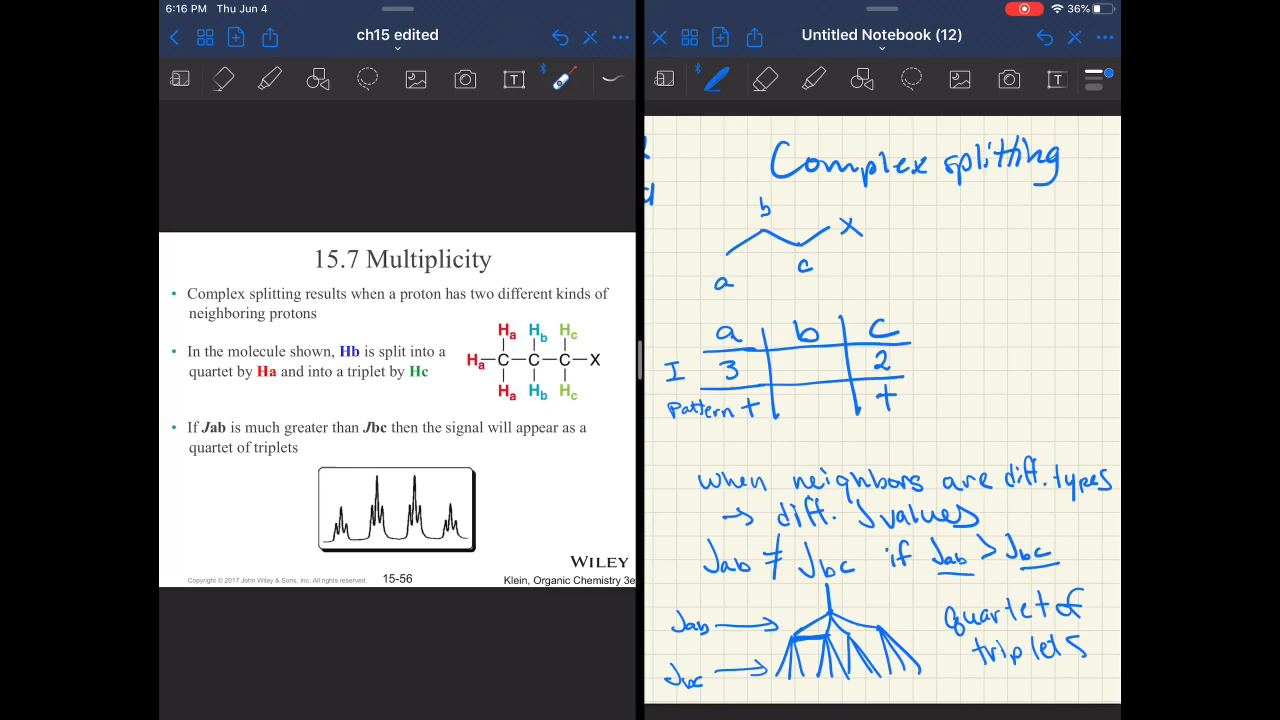 6:16 PM Thu Jun 4
36%
ch15 edited
T
15.7 Multiplicity
• Complex splitting results when a proton has two different kinds of
neighboring protons
• In the molecule shown, Hb is split into a
quartet by Ha and into a triplet by Hc
Ha Hb Hc
Ha C C C X
Ha Hb Hc
• If Jab is much greater than Jbc then the signal will appear as a
quartet of triplets
WILEY
Copyright © 2017 John Wiley & Sons, Inc. All rights reserved.
15-56
Klein, Organic Chemistry 3e
Untitled Notebook (12)
T
Complex splitting
b
X
a
c
a b c
I 3 2
pattern t t
when neighbors are diff. types
→ diff. J values
Jab ≠ Jbc if Jab > Jbc
Jab
quartet of
triplets
Jbc